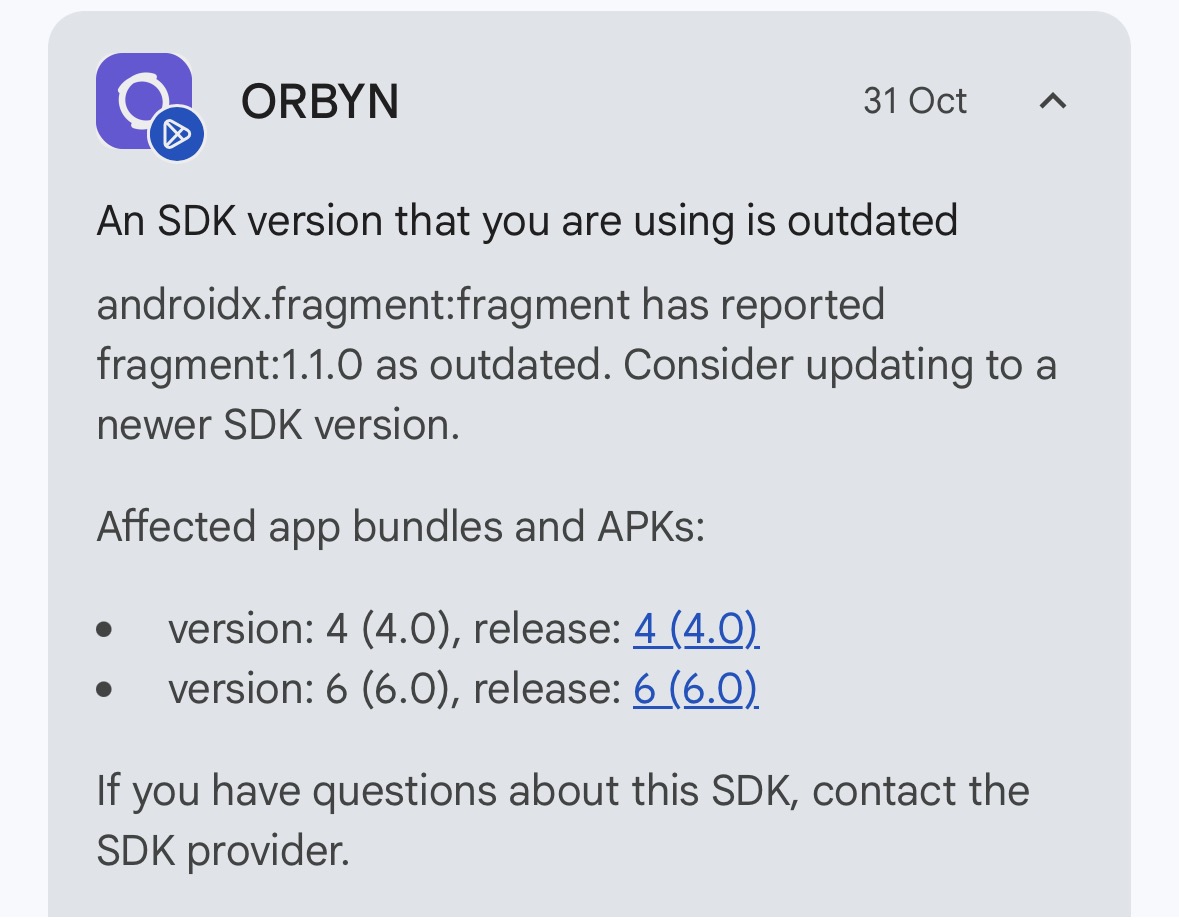 ORBYN
31 Oct
An SDK version that you are using is outdated
androidx.fragment:fragment has reported
fragment:1.1.0 as outdated. Consider updating to a
newer SDK version.
Affected app bundles and APKs:
• version: 4 (4.0), release: 4 (4.0)
• version: 6 (6.0), release: 6 (6.0)
If you have questions about this SDK, contact the
SDK provider.